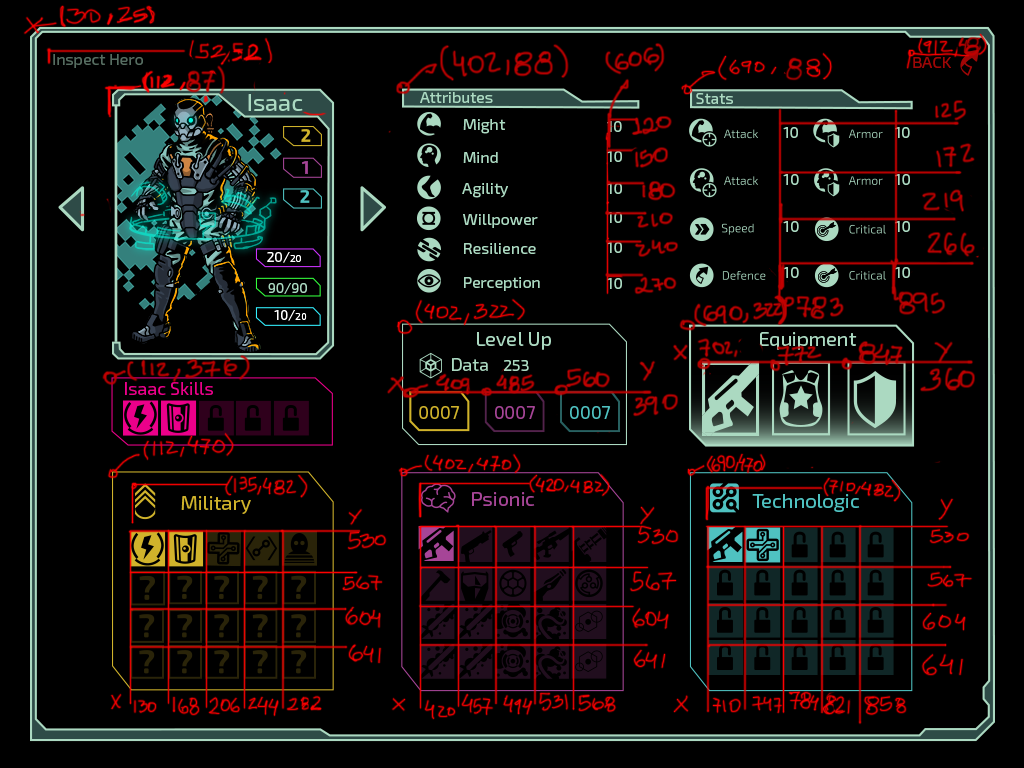 (30,25)
(52,52)
Inspect Hero
(912,48)
BACK
(112,87)
Isaac
2
1
2
20/20
90/90
10/20
(402,88)
(606)
Attributes
Might 10 120
Mind 10 150
Agility 10 180
Willpower 10 210
Resilience 10 240
Perception 10 270
(690,88)
Stats
125
Attack 10 Armor 10
172
Attack 10 Armor 10
219
Speed 10 Critical 10
266
Defence 10 Critical 10
783 895
(402,322)
Level Up
Data 253
X 409 485 560 Y
390
0007 0007 0007
(690,322)
Equipment
X 702 772 847 Y
360
(112,376)
Isaac Skills
(112,470)
(135,482)
Military
Y
530
567
604
641
X 130 168 206 244 282
(402,470)
(420,482)
Psionic
Y
530
567
604
641
X 420 457 494 531 568
(690,470)
(710,482)
Technologic
Y
530
567
604
641
X 710 747 784 821 858